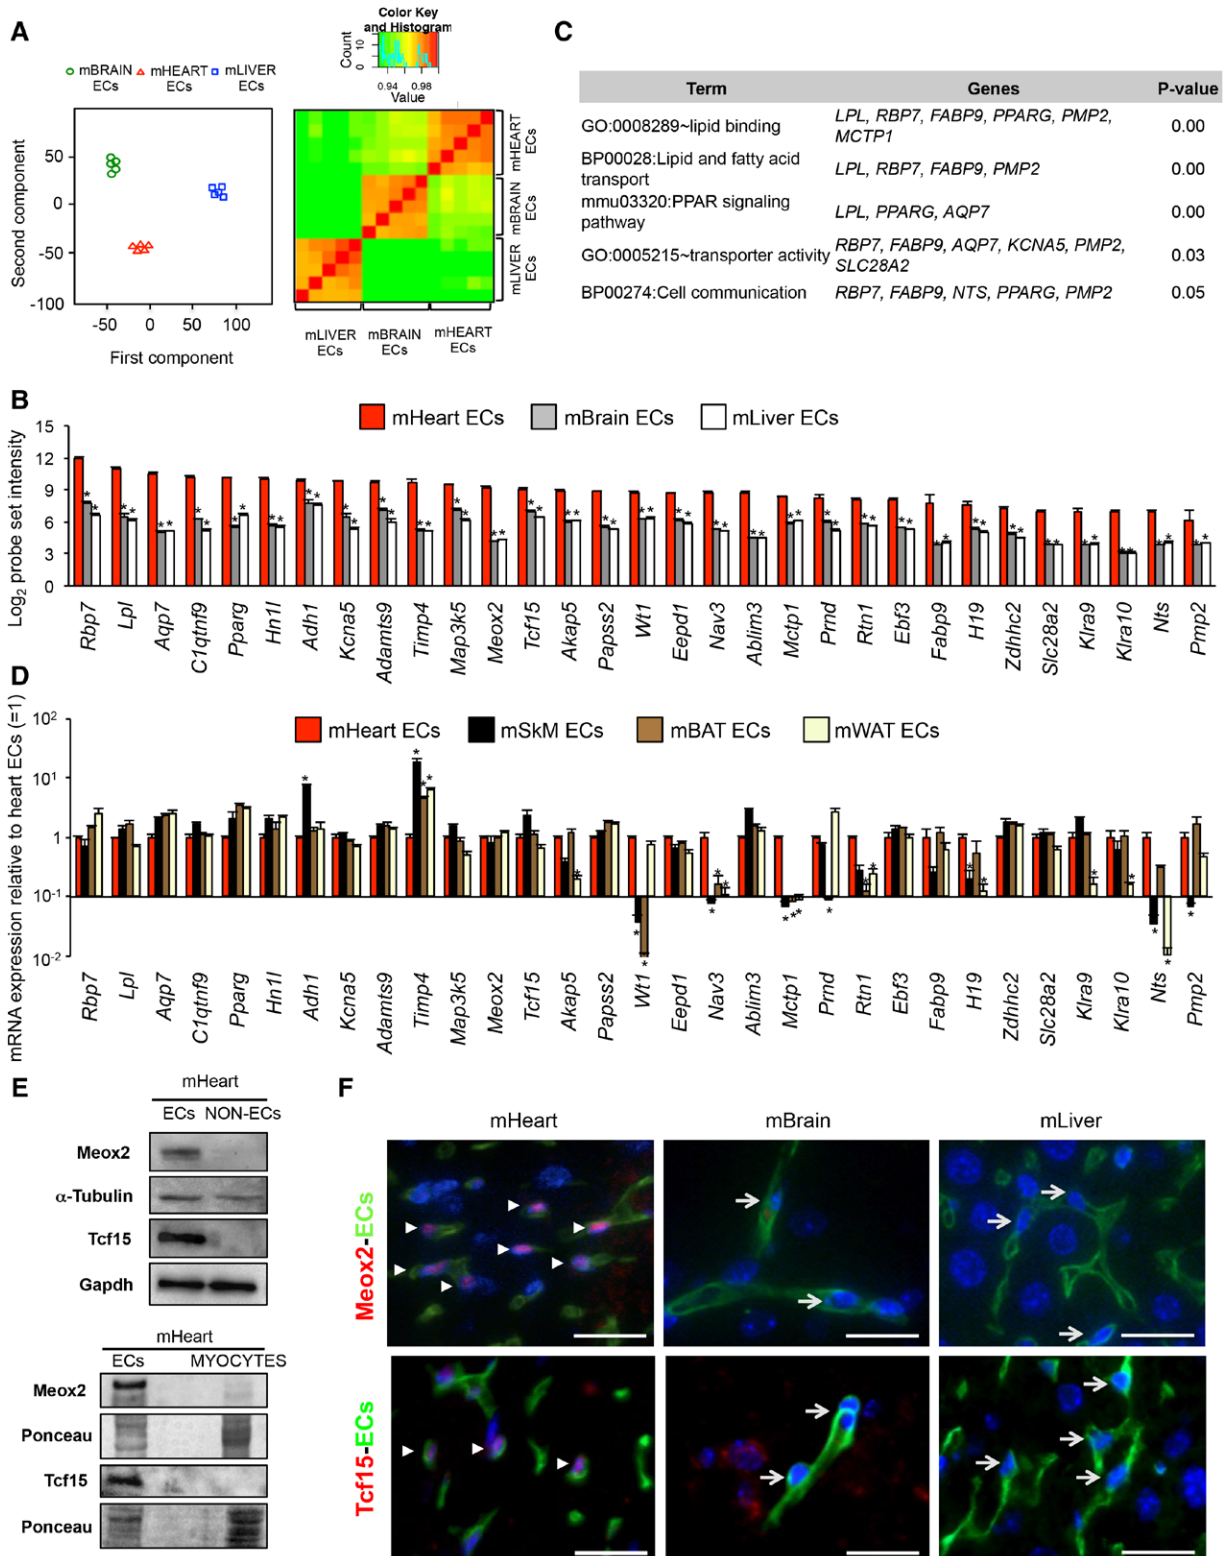 A
mBRAIN ECs
mHEART ECs
mLIVER ECs
Second component
50
0
-50
-100
-50
0
50
100
First component
Color Key
and Histogram
Count
0
10
0.94
0.98
Value
mHEART ECs
mBRAIN ECs
mLIVER ECs
mLIVER ECs
mBRAIN ECs
mHEART ECs
C
Term Genes P-value
GO:0008289~lipid binding LPL, RBP7, FABP9, PPARG, PMP2, MCTP1 0.00
BP00028:Lipid and fatty acid transport LPL, RBP7, FABP9, PMP2 0.00
mmu03320:PPAR signaling pathway LPL, PPARG, AQP7 0.00
GO:0005215~transporter activity RBP7, FABP9, AQP7, KCNA5, PMP2, SLC28A2 0.03
BP00274:Cell communication RBP7, FABP9, NTS, PPARG, PMP2 0.05
B
mHeart ECs mBrain ECs mLiver ECs
Log2 probe set intensity
15
12
9
6
3
0
Rbp7 Lpl Aqp7 C1qtnf9 Pparg Hn1l Adh1 Kcna5 Adamts9 Timp4 Map3k5 Meox2 Tcf15 Akap5 Papss2 Wt1 Eepd1 Nav3 Ablim3 Mctp1 Prnd Rtn1 Ebf3 Fabp9 H19 Zdhhc2 Slc28a2 Klra9 Klra10 Nts Pmp2
D
mHeart ECs mSkM ECs mBAT ECs mWAT ECs
mRNA expression relative to heart ECs (=1)
10^2
10^1
1
10^-1
10^-2
Rbp7 Lpl Aqp7 C1qtnf9 Pparg Hn1l Adh1 Kcna5 Adamts9 Timp4 Map3k5 Meox2 Tcf15 Akap5 Papss2 Wt1 Eepd1 Nav3 Ablim3 Mctp1 Prnd Rtn1 Ebf3 Fabp9 H19 Zdhhc2 Slc28a2 Klra9 Klra10 Nts Pmp2
E
mHeart
ECs NON-ECs
Meox2
α-Tubulin
Tcf15
Gapdh
mHeart
ECs MYOCYTES
Meox2
Ponceau
Tcf15
Ponceau
F
mHeart mBrain mLiver
Meox2-ECs
Tcf15-ECs